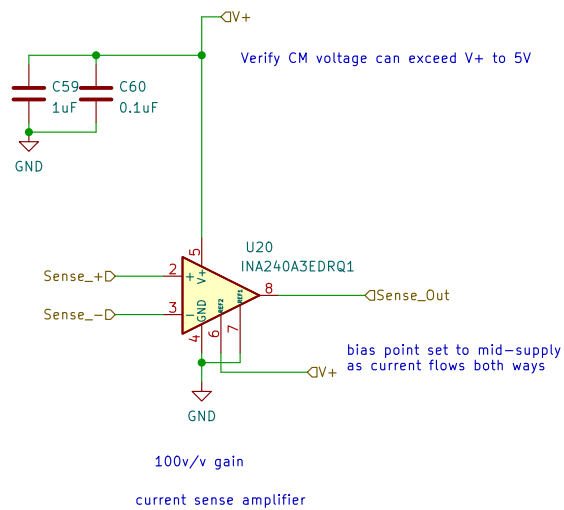 V+
Verify CM voltage can exceed V+ to 5V
C59
1uF
C60
0.1uF
GND
U20
INA240A3EDRQ1
5
V+
Sense_+
2
+
8
Sense_Out
Sense_-
3
-
GND
REF2
REF1
4
6
7
V+
bias point set to mid-supply
as current flows both ways
GND
100v/v gain
current sense amplifier